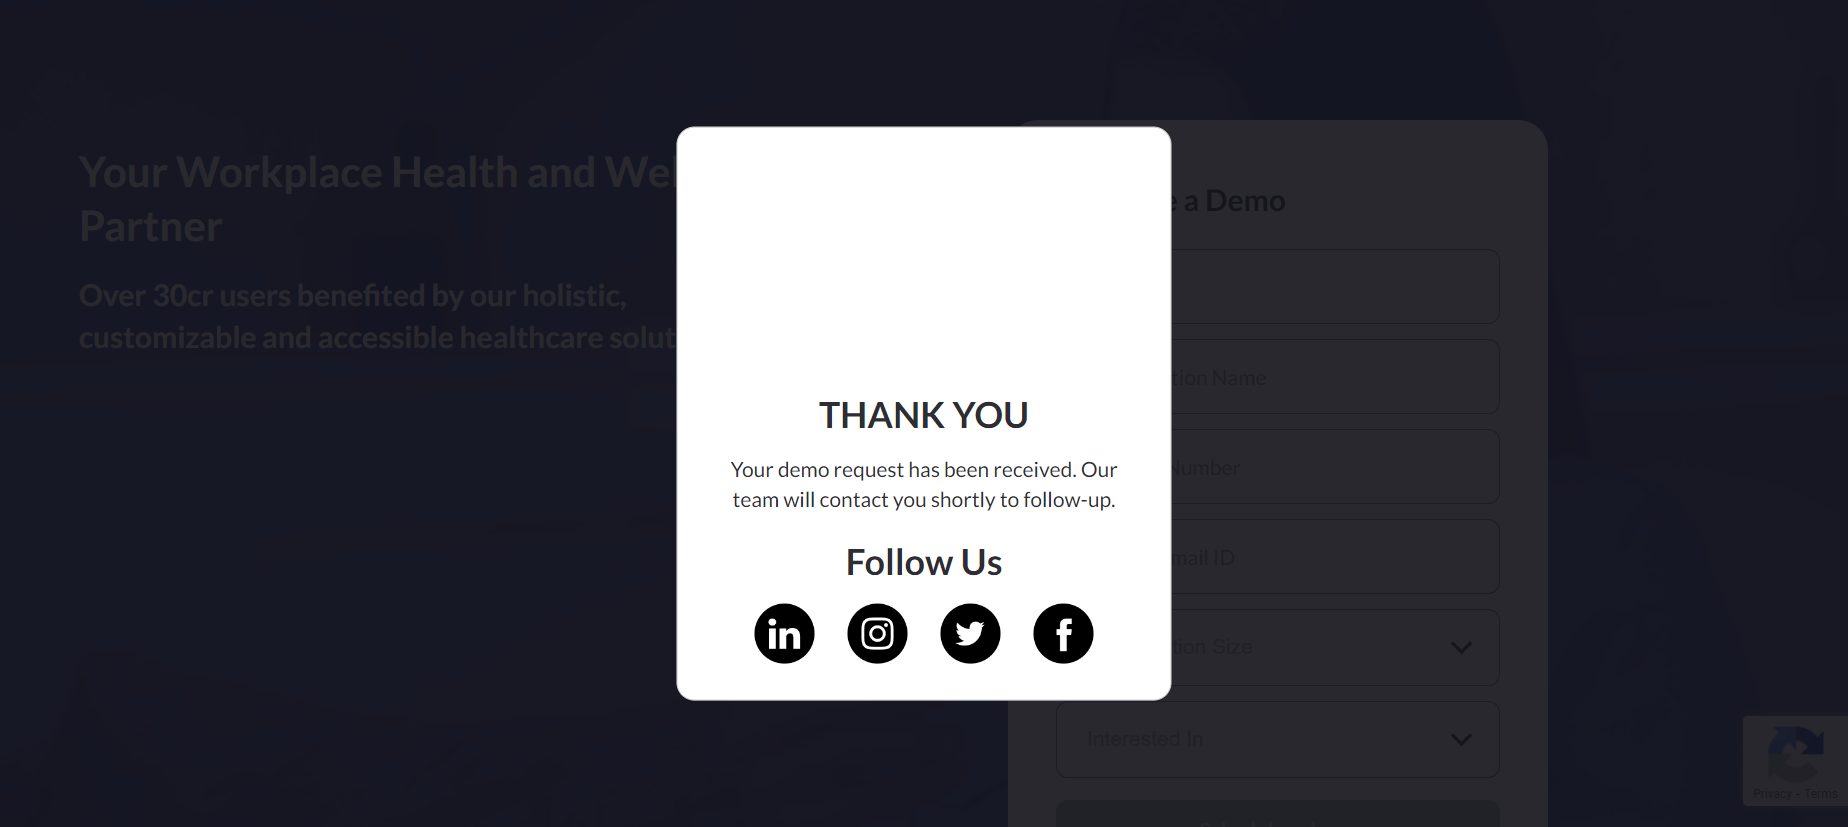 Your Workplace Health and Wel
Partner
Over 30cr users benefited by our holistic,
customizable and accessible healthcare solut
THANK YOU
Your demo request has been received. Our
team will contact you shortly to follow-up.
Follow Us
e a Demo
tion Name
Number
mail ID
tion Size
Interested In
Privacy - Terms